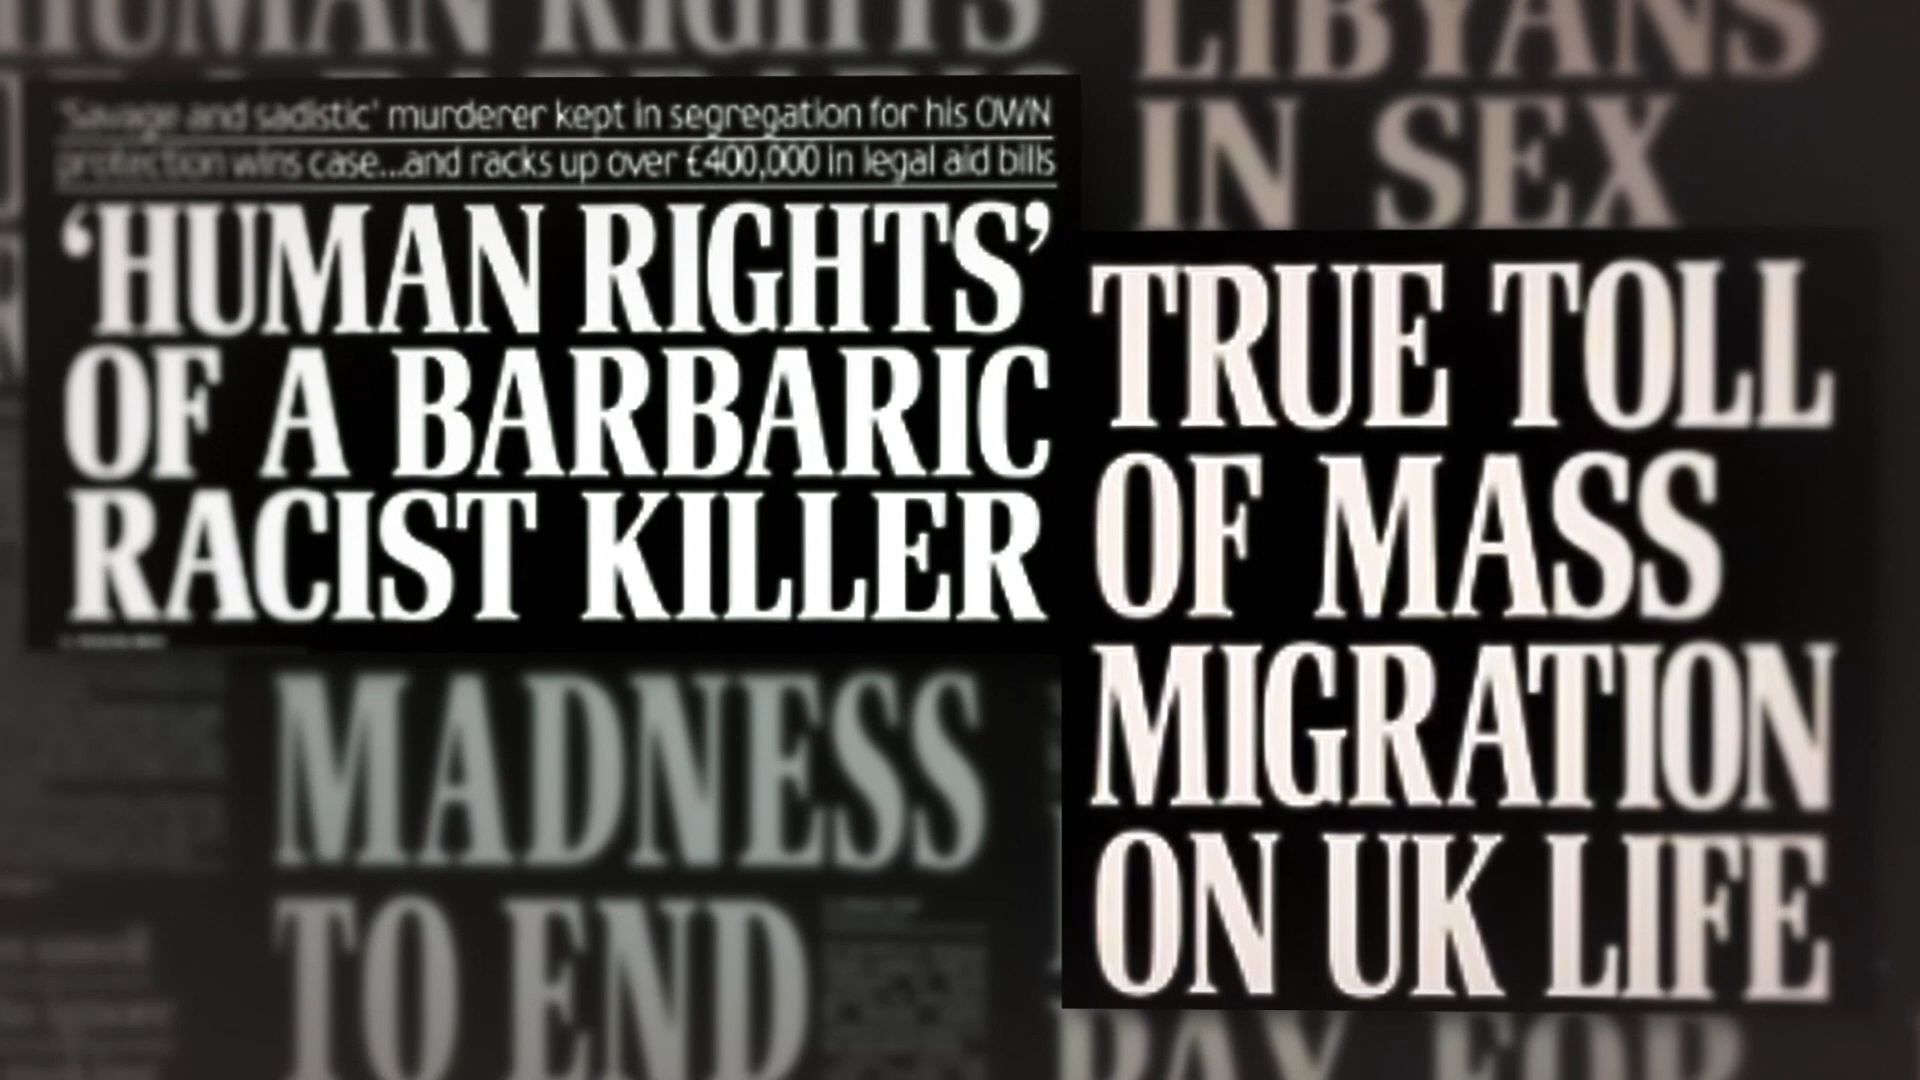 HUMAN RIGHTS
LIBYANS
IN SEX
'Savage and sadistic' murderer kept in segregation for his OWN
protection wins case...and racks up over £400,000 in legal aid bills
‘HUMAN RIGHTS’
OF A BARBARIC
RACIST KILLER
TRUE TOLL
OF MASS
MIGRATION
ON UK LIFE
MADNESS
TO END
PAY FOR